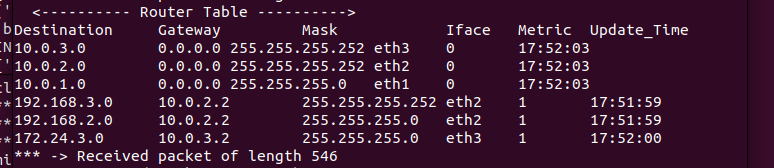 <---------- Router Table ---------->
Destination Gateway Mask Iface Metric Update_Time
10.0.3.0 0.0.0.0 255.255.255.252 eth3 0 17:52:03
10.0.2.0 0.0.0.0 255.255.255.252 eth2 0 17:52:03
10.0.1.0 0.0.0.0 255.255.255.0 eth1 0 17:52:03
192.168.3.0 10.0.2.2 255.255.255.252 eth2 1 17:51:59
192.168.2.0 10.0.2.2 255.255.255.0 eth2 1 17:51:59
172.24.3.0 10.0.3.2 255.255.255.0 eth3 1 17:52:00
*** -> Received packet of length 546